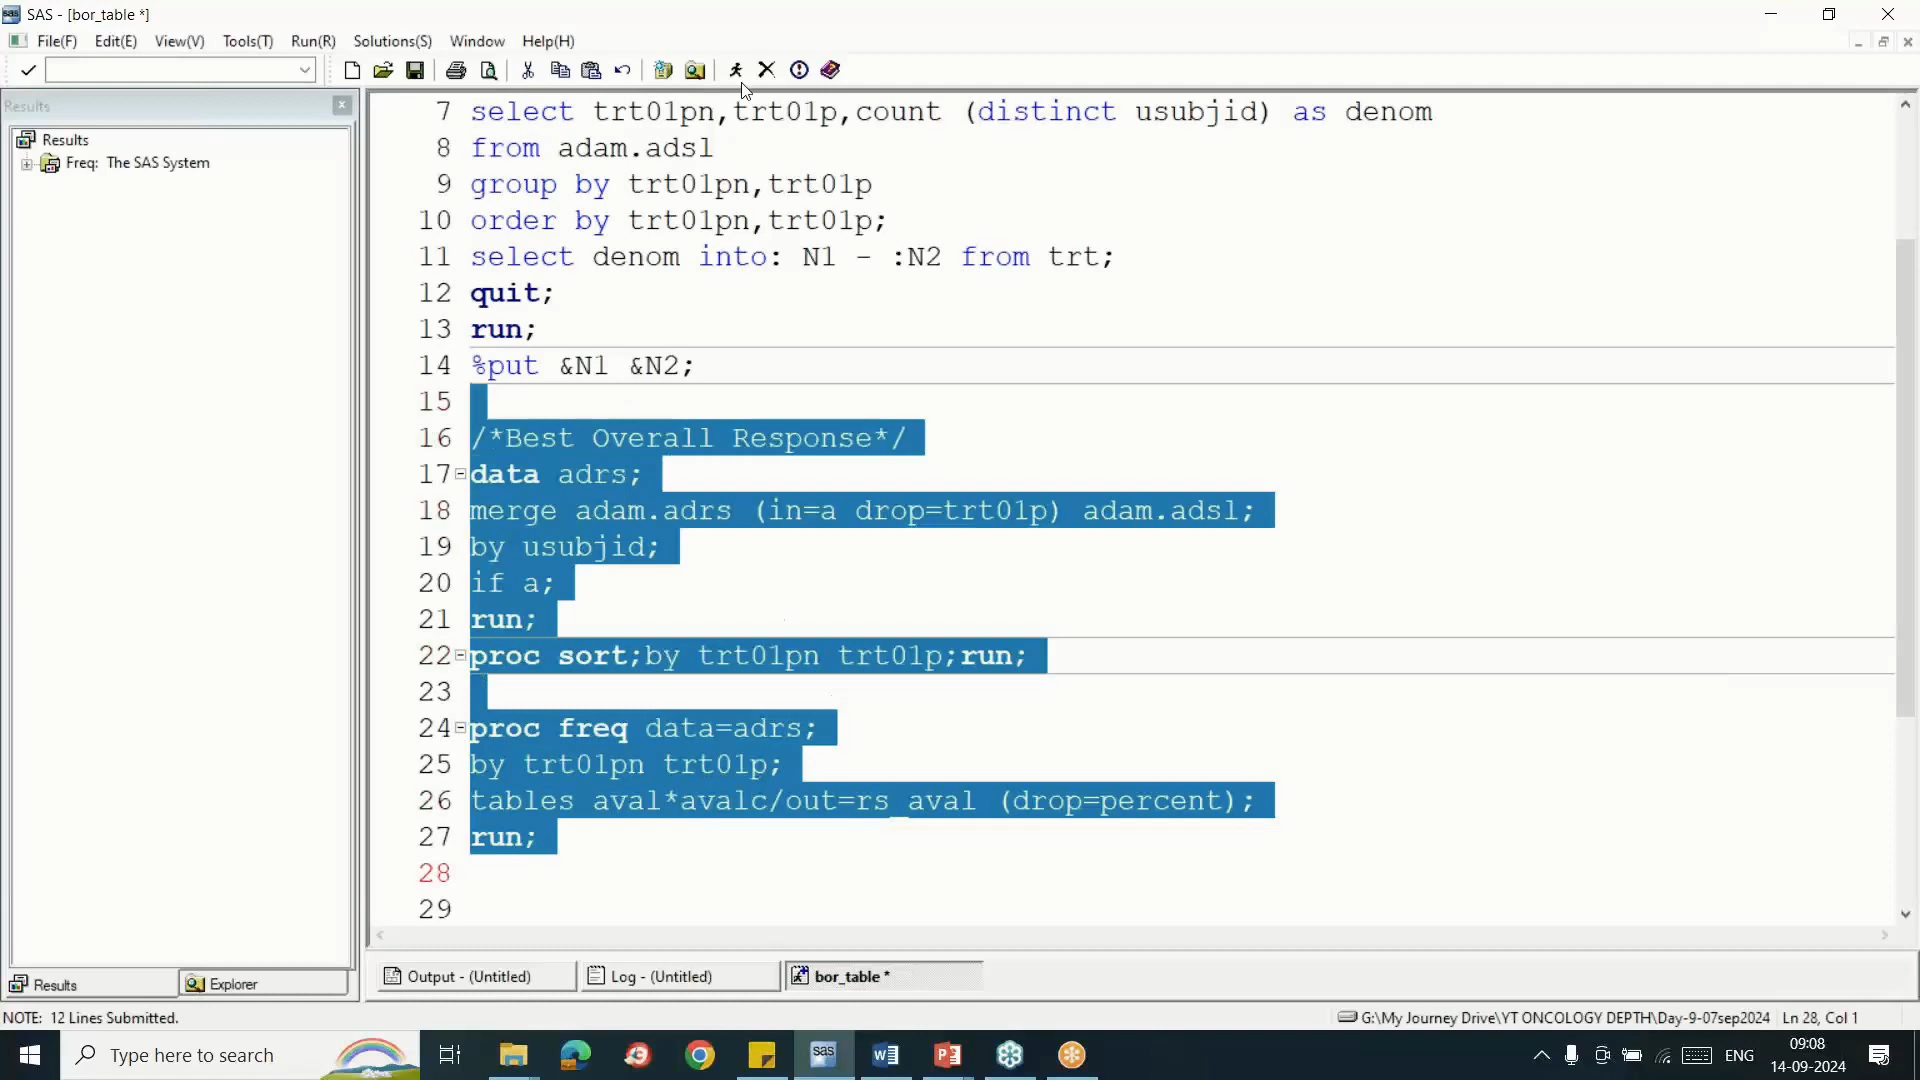 SAS - [bor_table *]
File(F) Edit(E) View(V) Tools(T) Run(R) Solutions(S) Window Help(H)
Results
Results
Freq: The SAS System
7 select trt01pn,trt01p,count (distinct usubjid) as denom
8 from adam.adsl
9 group by trt01pn,trt01p
10 order by trt01pn,trt01p;
11 select denom into: N1 - :N2 from trt;
12 quit;
13 run;
14 %put &N1 &N2;
15
16 /*Best Overall Response*/
17 data adrs;
18 merge adam.adrs (in=a drop=trt01p) adam.adsl;
19 by usubjid;
20 if a;
21 run;
22 proc sort;by trt01pn trt01p;run;
23
24 proc freq data=adrs;
25 by trt01pn trt01p;
26 tables aval*avalc/out=rs_aval (drop=percent);
27 run;
28
29
Results Explorer
Output - (Untitled) Log - (Untitled) bor_table *
NOTE: 12 Lines Submitted. G:\My Journey Drive\YT ONCOLOGY DEPTH\Day-9-07sep2024 Ln 28, Col 1
Type here to search
sas
ENG
09:08
14-09-2024